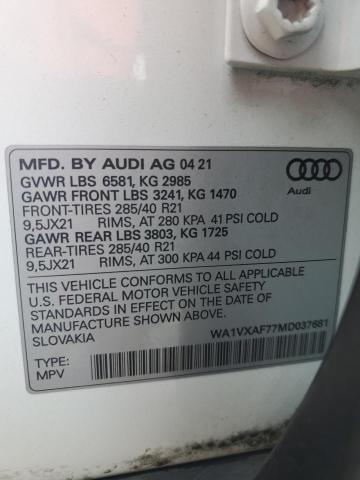 MFD. BY AUDI AG 04 21
GVWR LBS 6581, KG 2985
GAWR FRONT LBS 3241, KG 1470
FRONT-TIRES 285/40 R21
9,5JX21 RIMS, AT 280 KPA 41 PSI COLD
GAWR REAR LBS 3803, KG 1725
REAR-TIRES 285/40 R21
9,5JX21 RIMS, AT 300 KPA 44 PSI COLD
Audi
THIS VEHICLE CONFORMS TO ALL APPLICABLE
U.S. FEDERAL MOTOR VEHICLE SAFETY
STANDARDS IN EFFECT ON THE DATE OF
MANUFACTURE SHOWN ABOVE.
SLOVAKIA WA1VXAF77MD037681
TYPE:
MPV